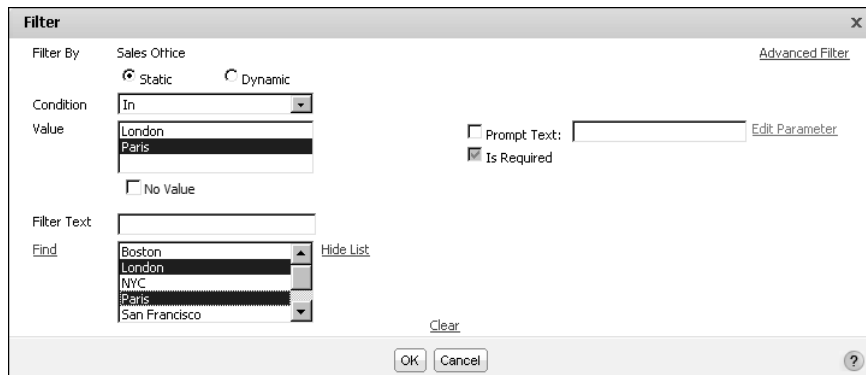 Filter x
Filter By Sales Office Advanced Filter
Static Dynamic
Condition In
Value London
Paris
Prompt Text: Edit Parameter
Is Required
No Value
Filter Text
Find Boston Hide List
London
NYC
Paris
San Francisco
Clear
OK Cancel ?